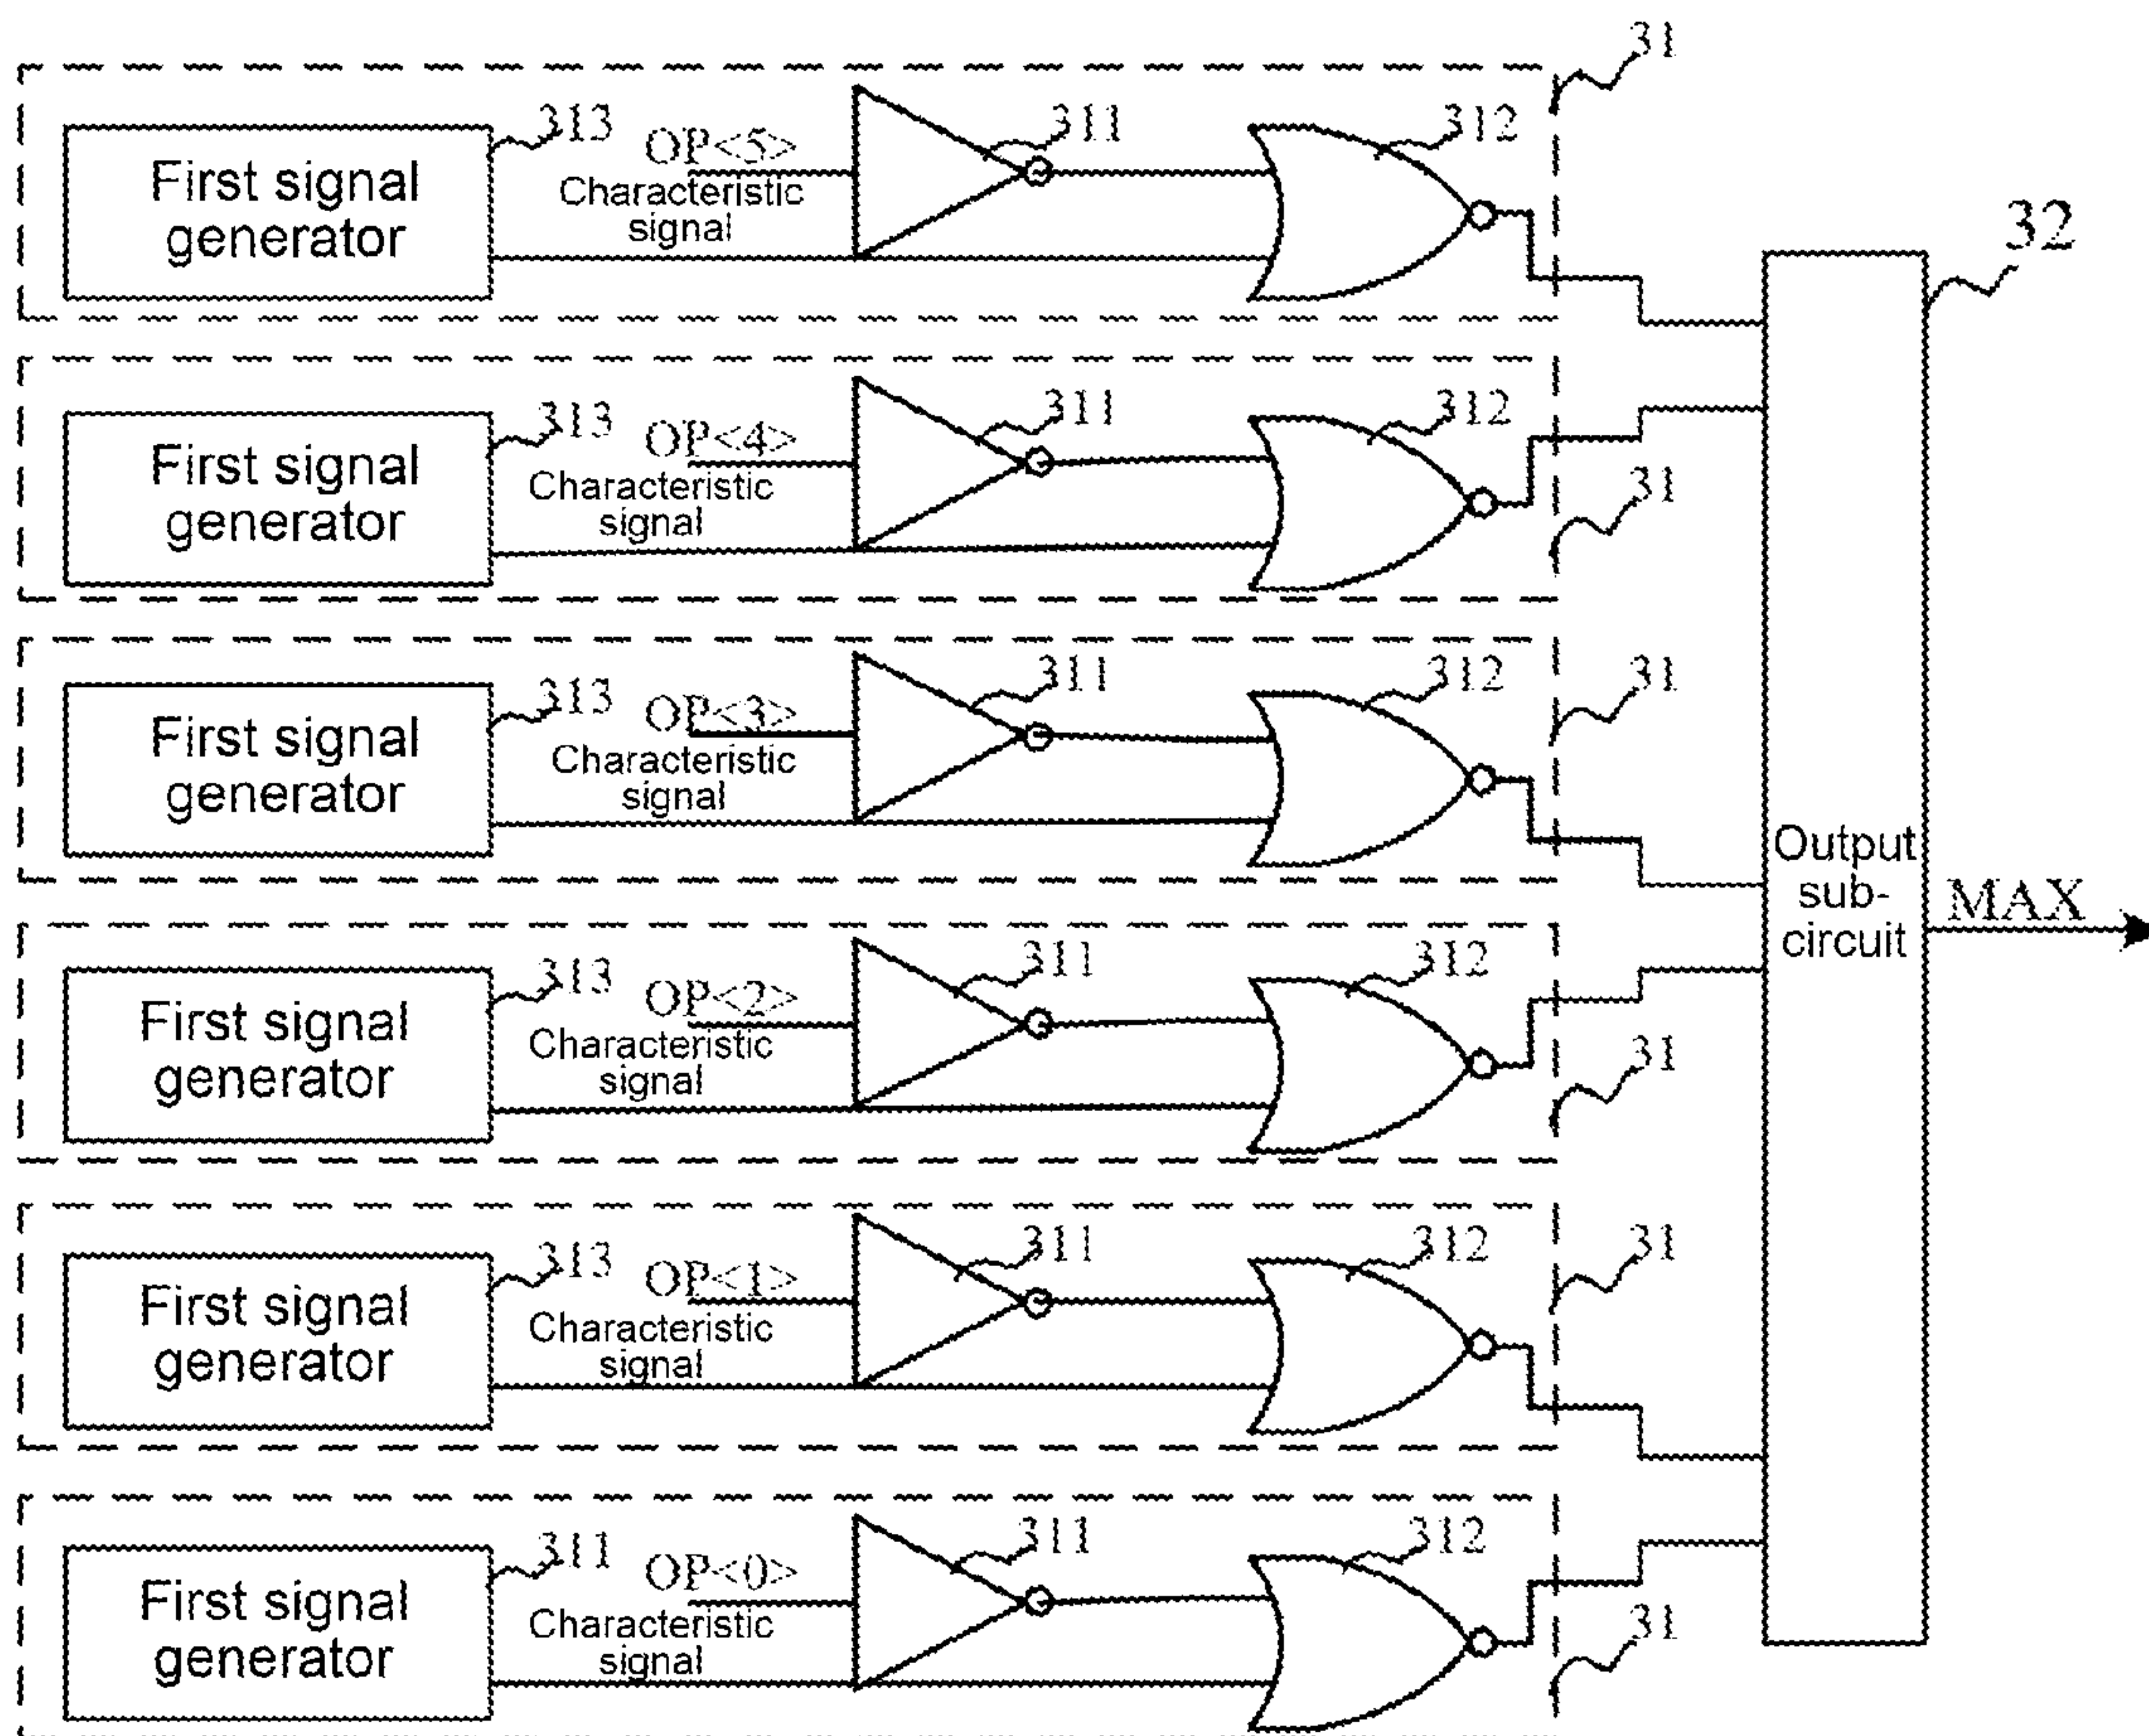 31
313
OP<5>
311
312
First signal
generator
Characteristic
signal
32
313
OP<4>
311
312
First signal
generator
Characteristic
signal
31
313
OP<3>
311
312
31
First signal
generator
Characteristic
signal
Output
sub-
circuit
MAX
313
OP<2>
311
312
First signal
generator
Characteristic
signal
31
313
OP<1>
311
312
31
First signal
generator
Characteristic
signal
311
OP<0>
311
312
First signal
generator
Characteristic
signal
31